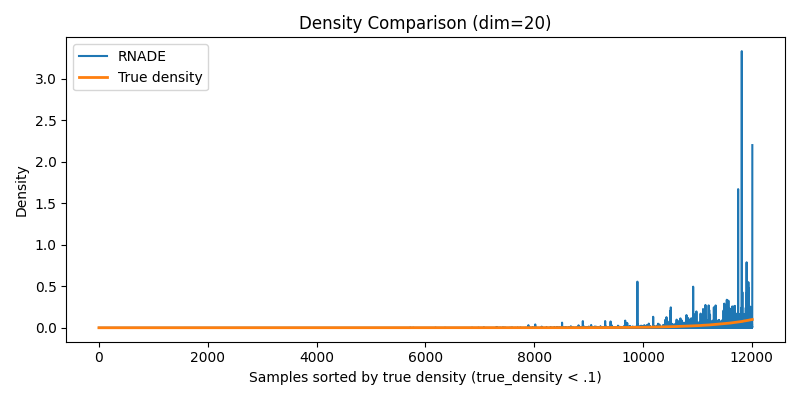 Density Comparison (dim=20)
RNADE
True density
Density
3.0
2.5
2.0
1.5
1.0
0.5
0.0
0
2000
4000
6000
8000
10000
12000
Samples sorted by true density (true_density < .1)